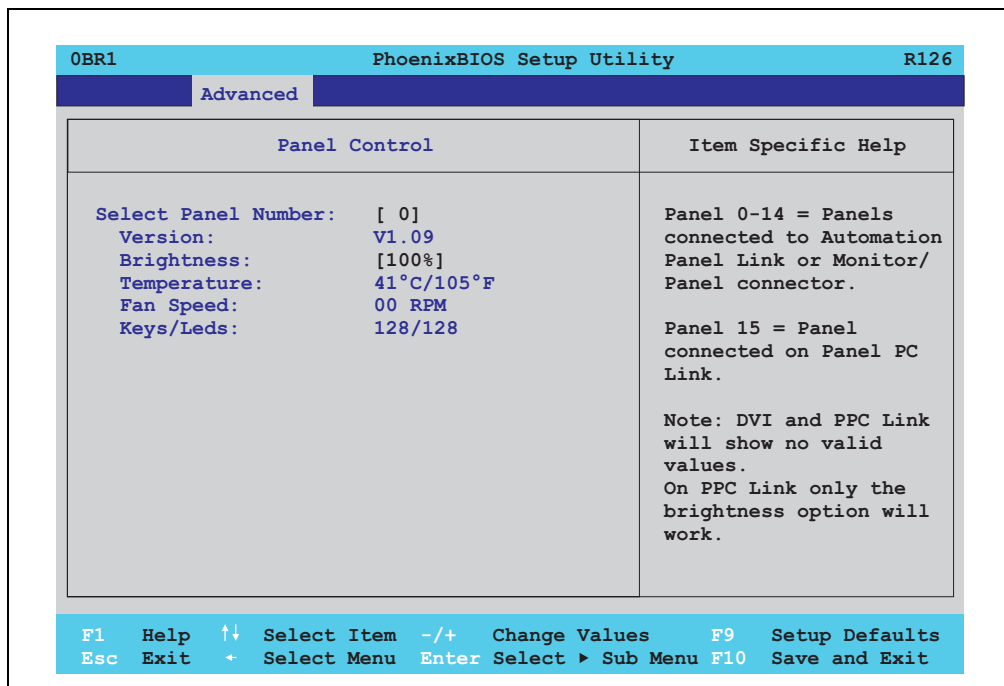 0BR1 PhoenixBIOS Setup Utility R126
Advanced
Panel Control
Select Panel Number: [ 0]
Version: V1.09
Brightness: [100%]
Temperature: 41°C/105°F
Fan Speed: 00 RPM
Keys/Leds: 128/128
Item Specific Help
Panel 0-14 = Panels
connected to Automation
Panel Link or Monitor/
Panel connector.
Panel 15 = Panel
connected on Panel PC
Link.
Note: DVI and PPC Link
will show no valid
values.
On PPC Link only the
brightness option will
work.
F1 Help ↑↓ Select Item -/+ Change Values F9 Setup Defaults
Esc Exit ← Select Menu Enter Select ▶ Sub Menu F10 Save and Exit